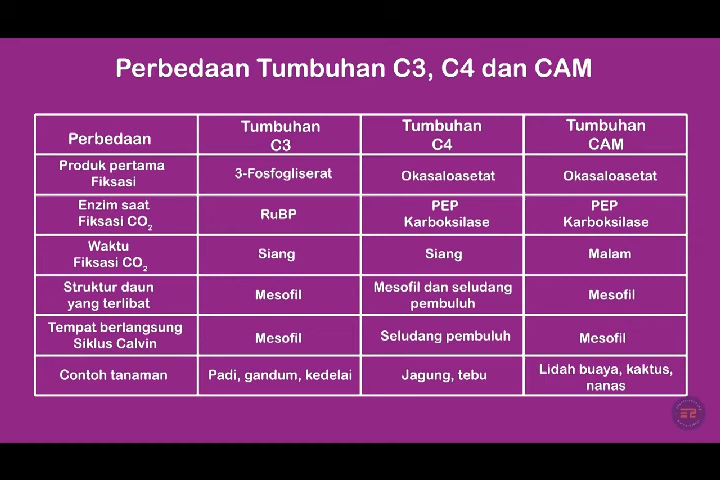 Perbedaan Tumbuhan C3, C4 dan CAM
Perbedaan
Tumbuhan
C3
Tumbuhan
C4
Tumbuhan
CAM
Produk pertama
Fiksasi
3-Fosfogliserat
Okasaloasetat
Okasaloasetat
Enzim saat
Fiksasi CO₂
RuBP
PEP
Karboksilase
PEP
Karboksilase
Waktu
Fiksasi CO₂
Siang
Siang
Malam
Struktur daun
yang terlibat
Mesofil
Mesofil dan seludang
pembuluh
Mesofil
Tempat berlangsung
Siklus Calvin
Mesofil
Seludang pembuluh
Mesofil
Contoh tanaman
Padi, gandum, kedelai
Jagung, tebu
Lidah buaya, kaktus,
nanas